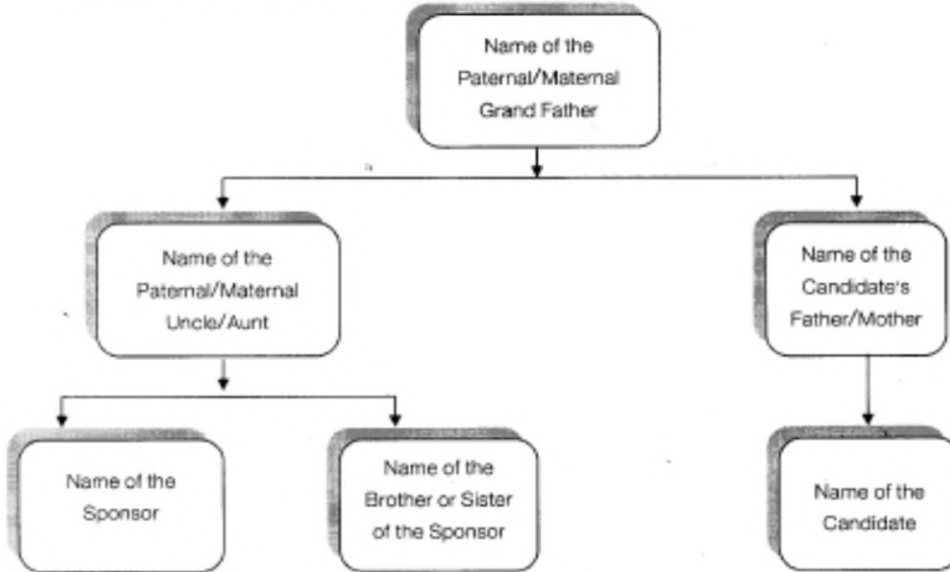 Name of the
Paternal/Maternal
Grand Father
Name of the
Paternal/Maternal
Uncle/Aunt
Name of the
Candidate's
Father/Mother
Name of the
Sponsor
Name of the
Brother or Sister
of the Sponsor
Name of the
Candidate